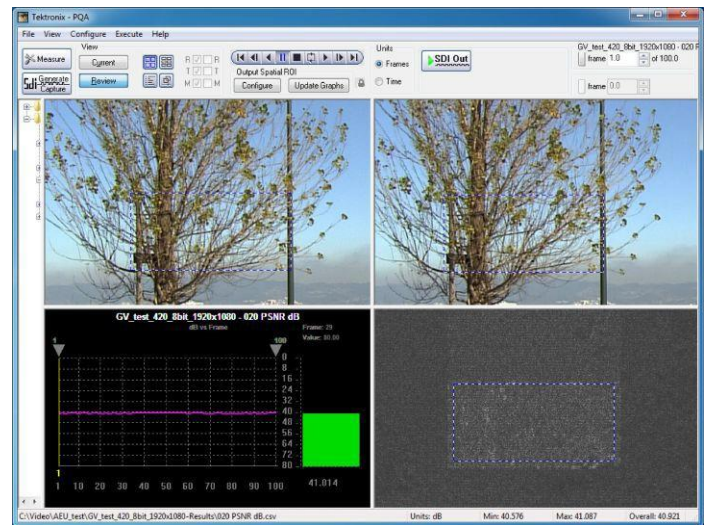 Tektronix - PQA
File View Configure Execute Help
View
Units
GV_test_420_8bit_1920x1080 - 020
Measure
Current
R R
T T
M M
Frames
SDI Out
frame 1.0 of 100.0
Output Spatial ROI
Sdi Generate Capture
Review
Configure
Update Graphs
Time
frame 0.0
GV_test_420_8bit_1920x1080 - 020 PSNR dB
dB vs Frame
Frame: 29
Value: 80.00
1
100
0
8
16
24
32
40
48
56
64
72
80
1
1 10 20 30 40 50 60 70 80 90 100
41.014
C:\Video\AEU_test\GV_test_420_8bit_1920x1080-Results\020 PSNR dB.csv
Units: dB
Min: 40.576
Max: 41.087
Overall: 40.921